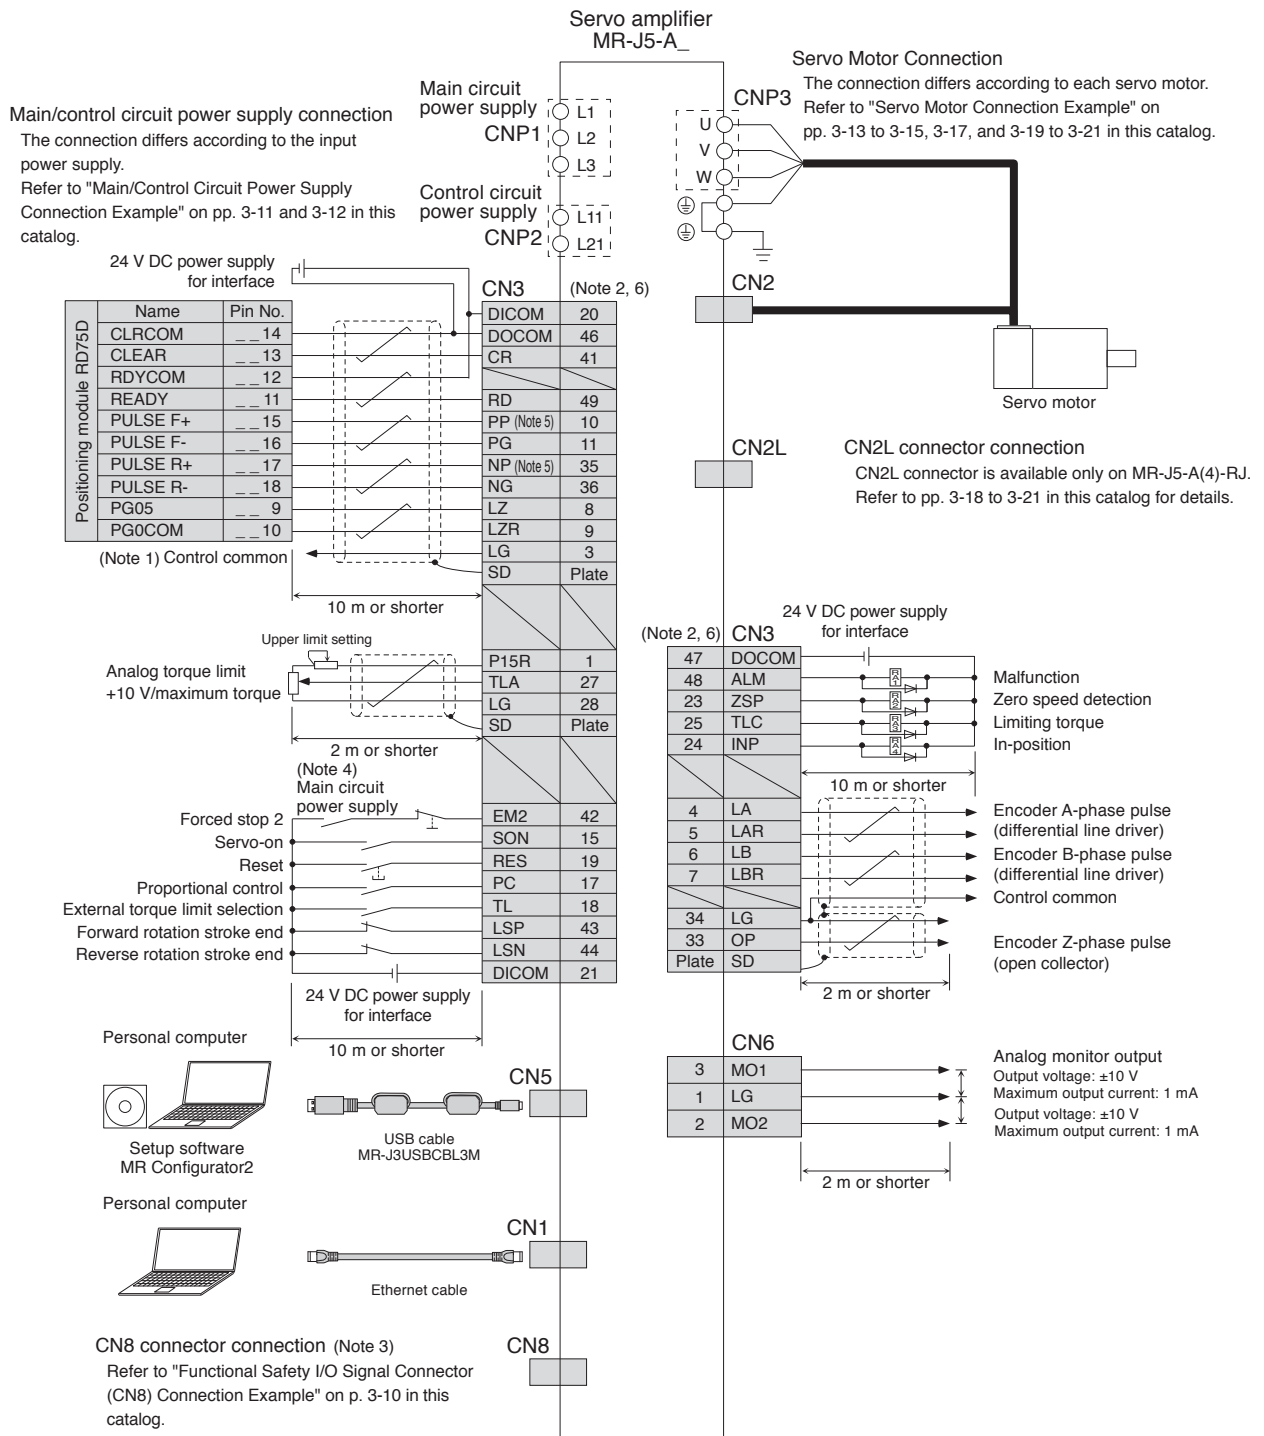 Servo amplifier
MR-J5-A_
Main/control circuit power supply connection
The connection differs according to the input
power supply.
Refer to "Main/Control Circuit Power Supply
Connection Example" on pp. 3-11 and 3-12 in this
catalog.
Main circuit
power supply
CNP1
L1
L2
L3
Control circuit
power supply
CNP2
L11
L21
CNP3
U
V
W
Servo Motor Connection
The connection differs according to each servo motor.
Refer to "Servo Motor Connection Example" on
pp. 3-13 to 3-15, 3-17, and 3-19 to 3-21 in this catalog.
CN2
Servo motor
CN2L
CN2L connector connection
CN2L connector is available only on MR-J5-A(4)-RJ.
Refer to pp. 3-18 to 3-21 in this catalog for details.
24 V DC power supply
for interface
Positioning module RD75D
Name Pin No.
CLRCOM _ _ 14
CLEAR _ _ 13
RDYCOM _ _ 12
READY _ _ 11
PULSE F+ _ _ 15
PULSE F- _ _ 16
PULSE R+ _ _ 17
PULSE R- _ _ 18
PG05 _ _ 9
PG0COM _ _ 10
(Note 1) Control common
10 m or shorter
CN3 (Note 2, 6)
DICOM 20
DOCOM 46
CR 41
RD 49
PP (Note 5) 10
PG 11
NP (Note 5) 35
NG 36
LZ 8
LZR 9
LG 3
SD Plate
Upper limit setting
Analog torque limit
+10 V/maximum torque
P15R 1
TLA 27
LG 28
SD Plate
2 m or shorter
(Note 4)
Main circuit
power supply
Forced stop 2
Servo-on
Reset
Proportional control
External torque limit selection
Forward rotation stroke end
Reverse rotation stroke end
EM2 42
SON 15
RES 19
PC 17
TL 18
LSP 43
LSN 44
DICOM 21
24 V DC power supply
for interface
10 m or shorter
24 V DC power supply
for interface
(Note 2, 6) CN3
47 DOCOM
48 ALM
23 ZSP
25 TLC
24 INP
RA1
RA2
RA3
RA4
Malfunction
Zero speed detection
Limiting torque
In-position
10 m or shorter
4 LA
5 LAR
6 LB
7 LBR
34 LG
33 OP
Plate SD
Encoder A-phase pulse
(differential line driver)
Encoder B-phase pulse
(differential line driver)
Control common
Encoder Z-phase pulse
(open collector)
2 m or shorter
CN6
3 MO1
1 LG
2 MO2
Analog monitor output
Output voltage: ±10 V
Maximum output current: 1 mA
Output voltage: ±10 V
Maximum output current: 1 mA
2 m or shorter
Personal computer
Setup software
MR Configurator2
USB cable
MR-J3USBCBL3M
CN5
Personal computer
Ethernet cable
CN1
CN8 connector connection (Note 3)
Refer to "Functional Safety I/O Signal Connector
(CN8) Connection Example" on p. 3-10 in this
catalog.
CN8